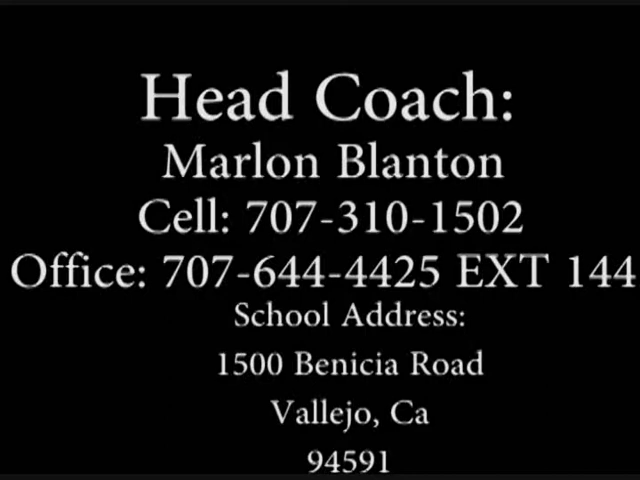 Head Coach:
Marlon Blanton
Cell: 707-310-1502
Office: 707-644-4425 EXT 144
School Address:
1500 Benicia Road
Vallejo, Ca
94591